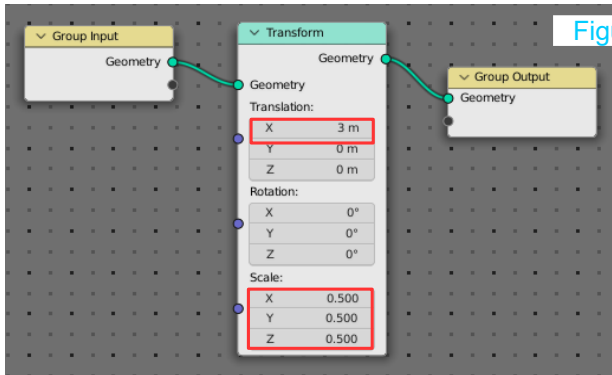 Group Input
Geometry
Transform
Geometry
Geometry
Translation:
X 3 m
Y 0 m
Z 0 m
Rotation:
X 0°
Y 0°
Z 0°
Scale:
X 0.500
Y 0.500
Z 0.500
Group Output
Geometry